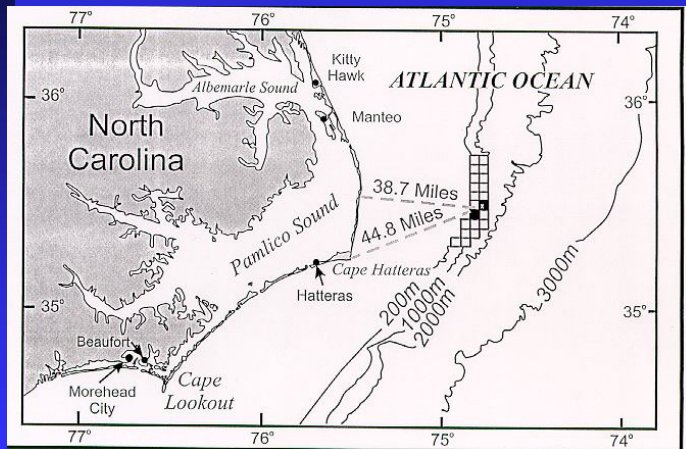 77°
76°
75°
74°
Kitty
Hawk
ATLANTIC OCEAN
Albemarle Sound
36°
36°
Manteo
North
Carolina
38.7 Miles
Pamlico Sound
44.8 Miles
Cape Hatteras
Hatteras
200m
1000m
2000m
3000m
35°
35°
Beaufort
Morehead
City
Cape
Lookout
77°
76°
75°
74°